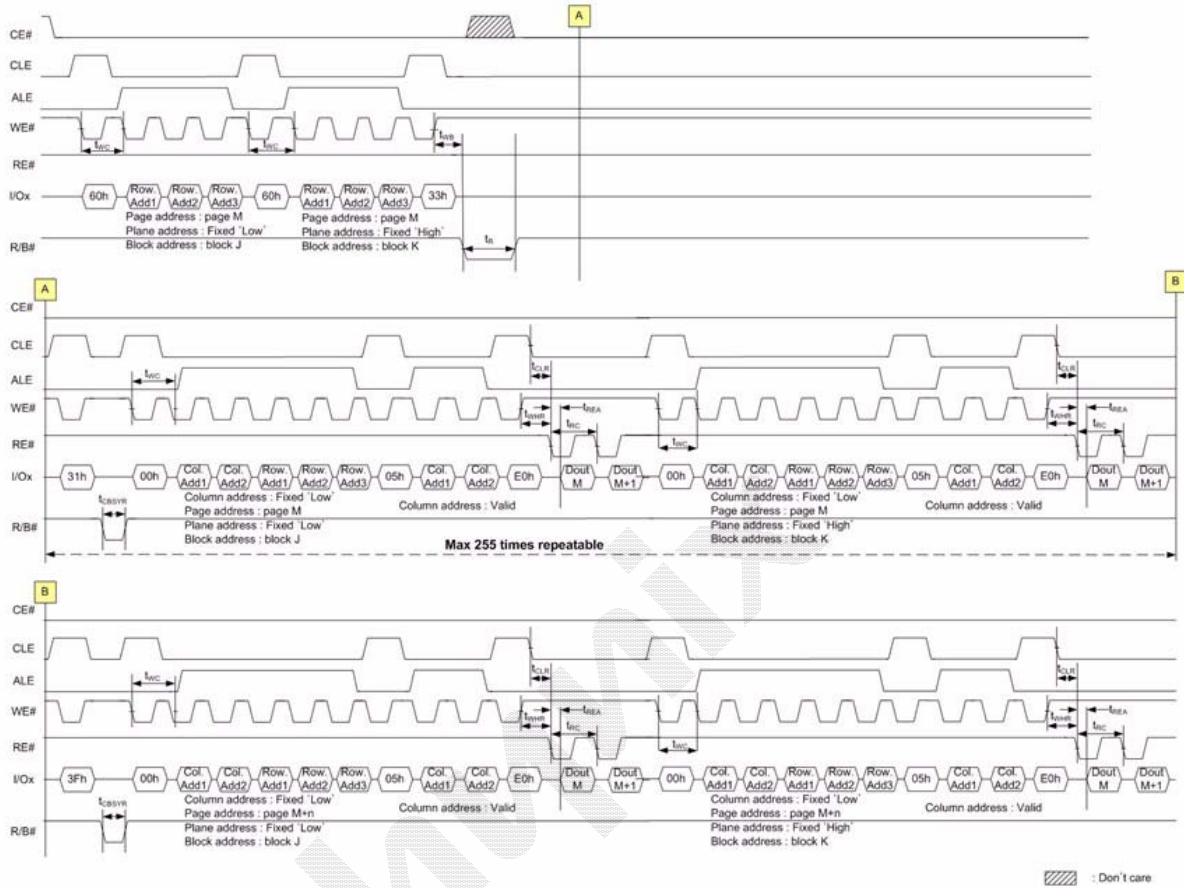 A
CE#
CLE
ALE
WE#
tWC
tWC
tWB
RE#
I/Ox
60h
Row. Add1
Row. Add2
Row. Add3
60h
Row. Add1
Row. Add2
Row. Add3
33h
Page address : page M
Plane address : Fixed `Low`
Block address : block J
Page address : page M
Plane address : Fixed `High`
Block address : block K
R/B#
tR
A
B
CE#
CLE
tCLR
tCLR
ALE
tWC
WE#
tWHR
tREA
tRC
tWHR
tREA
tRC
RE#
tWC
I/Ox
31h
00h
Col. Add1
Col. Add2
Row. Add1
Row. Add2
Row. Add3
05h
Col. Add1
Col. Add2
E0h
Dout M
Dout M+1
00h
Col. Add1
Col. Add2
Row. Add1
Row. Add2
Row. Add3
05h
Col. Add1
Col. Add2
E0h
Dout M
Dout M+1
tCBSYR
Column address : Fixed `Low`
Page address : page M
Plane address : Fixed `Low`
Block address : block J
Column address : Valid
Column address : Fixed `Low`
Page address : page M
Plane address : Fixed `High`
Block address : block K
Column address : Valid
R/B#
Max 255 times repeatable
B
CE#
CLE
tCLR
tCLR
ALE
tWC
WE#
tWHR
tREA
tRC
tWHR
tREA
tRC
RE#
tWC
I/Ox
3Fh
00h
Col. Add1
Col. Add2
Row. Add1
Row. Add2
Row. Add3
05h
Col. Add1
Col. Add2
E0h
Dout M
Dout M+1
00h
Col. Add1
Col. Add2
Row. Add1
Row. Add2
Row. Add3
05h
Col. Add1
Col. Add2
E0h
Dout M
Dout M+1
tCBSYR
Column address : Fixed `Low`
Page address : page M+n
Plane address : Fixed `Low`
Block address : block J
Column address : Valid
Column address : Fixed `Low`
Page address : page M+n
Plane address : Fixed `High`
Block address : block K
Column address : Valid
R/B#
: Don`t care